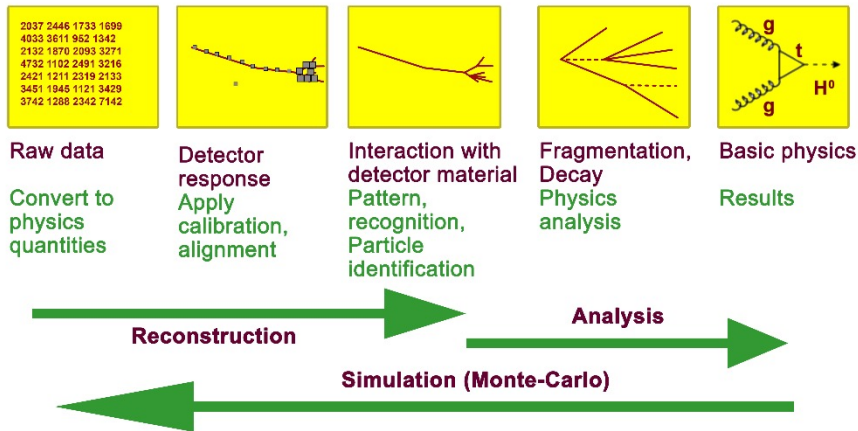 2037 2446 1733 1699
4033 3611 952 1342
2132 1870 2093 3271
4732 1102 2491 3216
2421 1211 2319 2133
3451 1945 1121 3429
3742 1288 2342 7142
g
t
H⁰
g
Raw data
Convert to
physics
quantities
Detector
response
Apply
calibration,
alignment
Interaction with
detector material
Pattern,
recognition,
Particle
identification
Fragmentation,
Decay
Physics
analysis
Basic physics
Results
Reconstruction
Analysis
Simulation (Monte-Carlo)